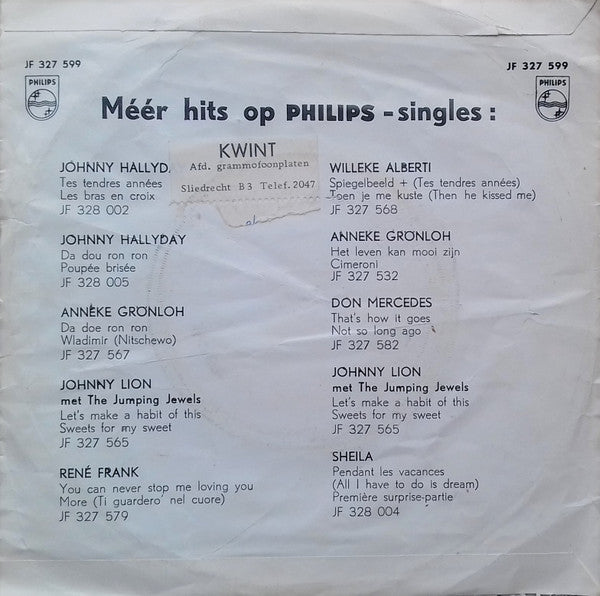 JF 327 599
JF 327 599
PHILIPS
PHILIPS
Méér hits op PHILIPS - singles :
KWINT
Afd. grammofoonplaten
Sliedrecht B 3 Telef. 2047
JOHNNY HALLYD
Tes tendres années
Les bras en croix
JF 328 002
JOHNNY HALLYDAY
Da dou ron ron
Poupée brisée
JF 328 005
ANNEKE GRÖNLOH
Da doe ron ron
Wladimir (Nitschewo)
JF 327 567
JOHNNY LION
met The Jumping Jewels
Let's make a habit of this
Sweets for my sweet
JF 327 565
RENÉ FRANK
You can never stop me loving you
More (Ti guardero' nel cuore)
JF 327 579
WILLEKE ALBERTI
Spiegelbeeld + (Tes tendres années)
Toen je me kuste (Then he kissed me)
JF 327 568
ANNEKE GRÖNLOH
Het leven kan mooi zijn
Cimeroni
JF 327 532
DON MERCEDES
That's how it goes
Not so long ago
JF 327 582
JOHNNY LION
met The Jumping Jewels
Let's make a habit of this
Sweets for my sweet
JF 327 565
SHEILA
Pendant les vacances
(All I have to do is dream)
Première surprise-partie
JF 328 004